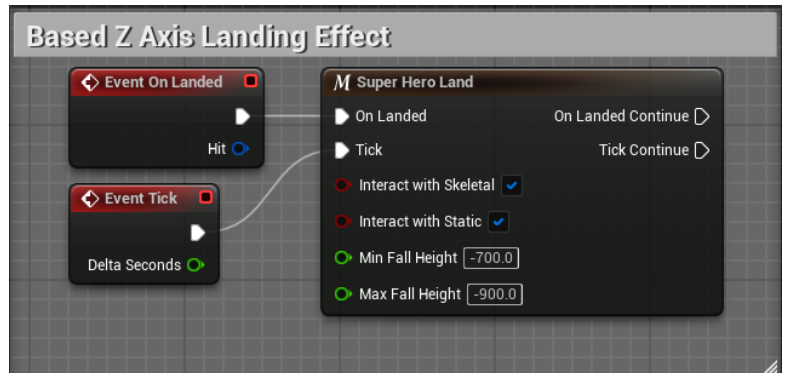 Based Z Axis Landing Effect
Event On Landed
Hit
Event Tick
Delta Seconds
M Super Hero Land
On Landed On Landed Continue
Tick Tick Continue
Interact with Skeletal
Interact with Static
Min Fall Height -700.0
Max Fall Height -900.0